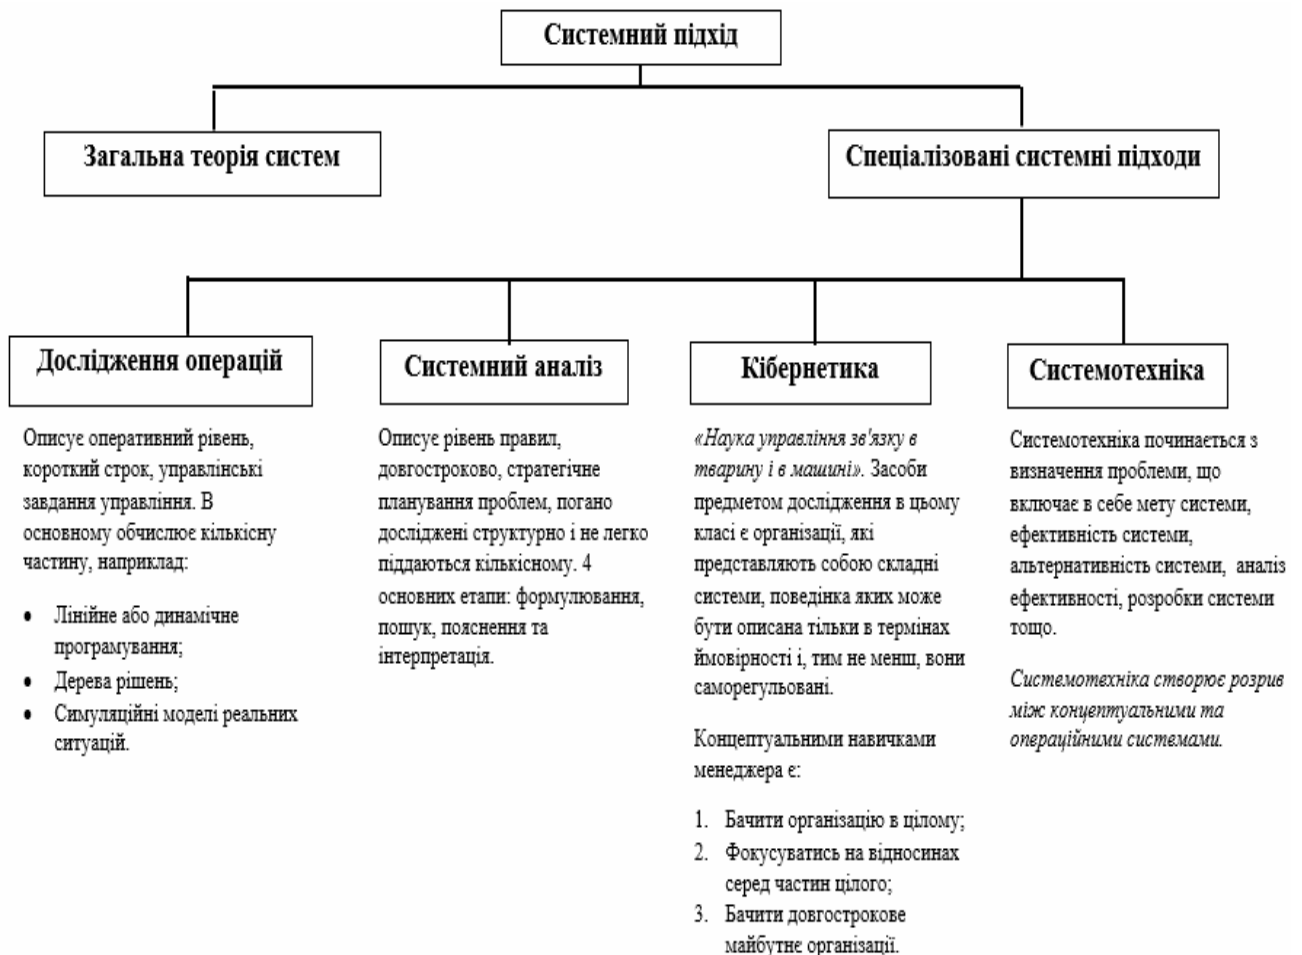 Системний підхід
Загальна теорія систем
Спеціалізовані системні підходи
Дослідження операцій
Системний аналіз
Кібернетика
Системотехніка
Описує оперативний рівень,
короткий строк, управлінські
завдання управління. В
основному обчислює кількісну
частину, наприклад:
• Лінійне або динамічне
програмування;
• Дерева рішень;
• Симуляційні моделі реальних
ситуацій.
Описує рівень правил,
довгостроково, стратегічне
планування проблем, погано
досліджені структурно і не легко
піддаються кількісному. 4
основних етапи: формулювання,
пошук, пояснення та
інтерпретація.
«Наука управління зв'язку в
тварину і в машині». Засоби
предметом дослідження в цьому
класі є організації, які
представляють собою складні
системи, поведінка яких може
бути описана тільки в термінах
ймовірності і, тим не менш, вони
саморегульовані.
Концептуальними навичками
менеджера є:
1. Бачити організацію в цілому;
2. Фокусуватись на відносинах
серед частин цілого;
3. Бачити довгострокове
майбутнє організації.
Системотехніка починається з
визначення проблеми, що
включає в себе мету системи,
ефективність системи,
альтернативність системи, аналіз
ефективності, розробки системи
тощо.
Системотехніка створює розрив
між концептуальними та
операційними системами.